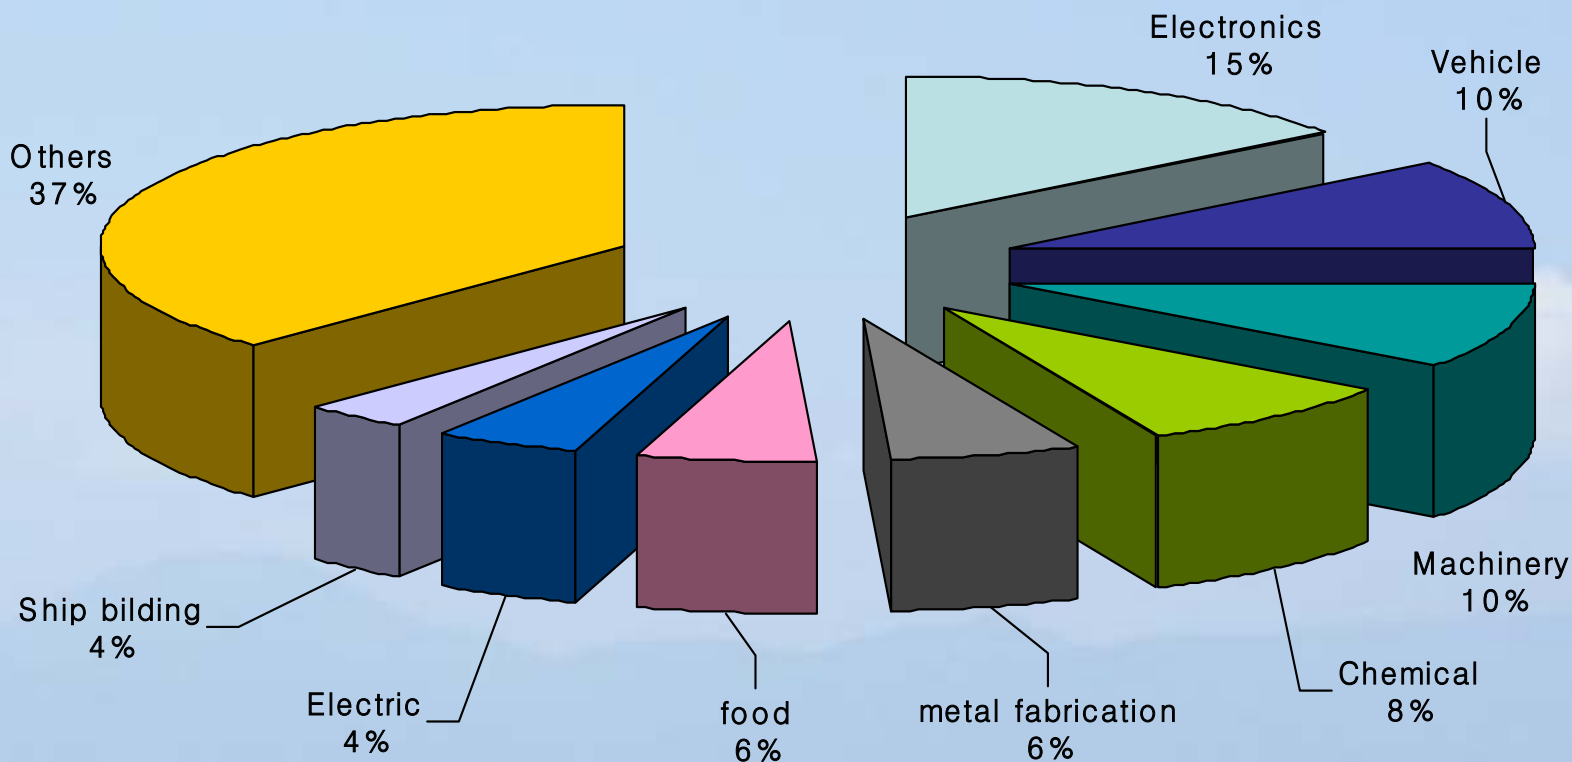 Electronics
15%
Vehicle
10%
Others
37%
Machinery
10%
Ship bilding
4%
Chemical
8%
Electric
4%
food
6%
metal fabrication
6%